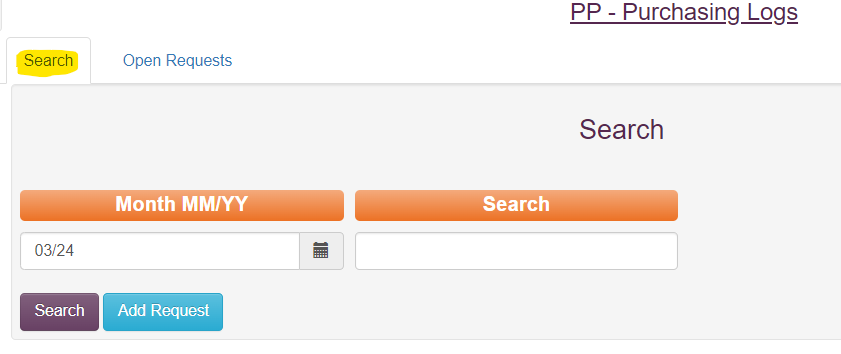 PP - Purchasing Logs
Search Open Requests
Search
Month MM/YY Search
03/24
Search Add Request